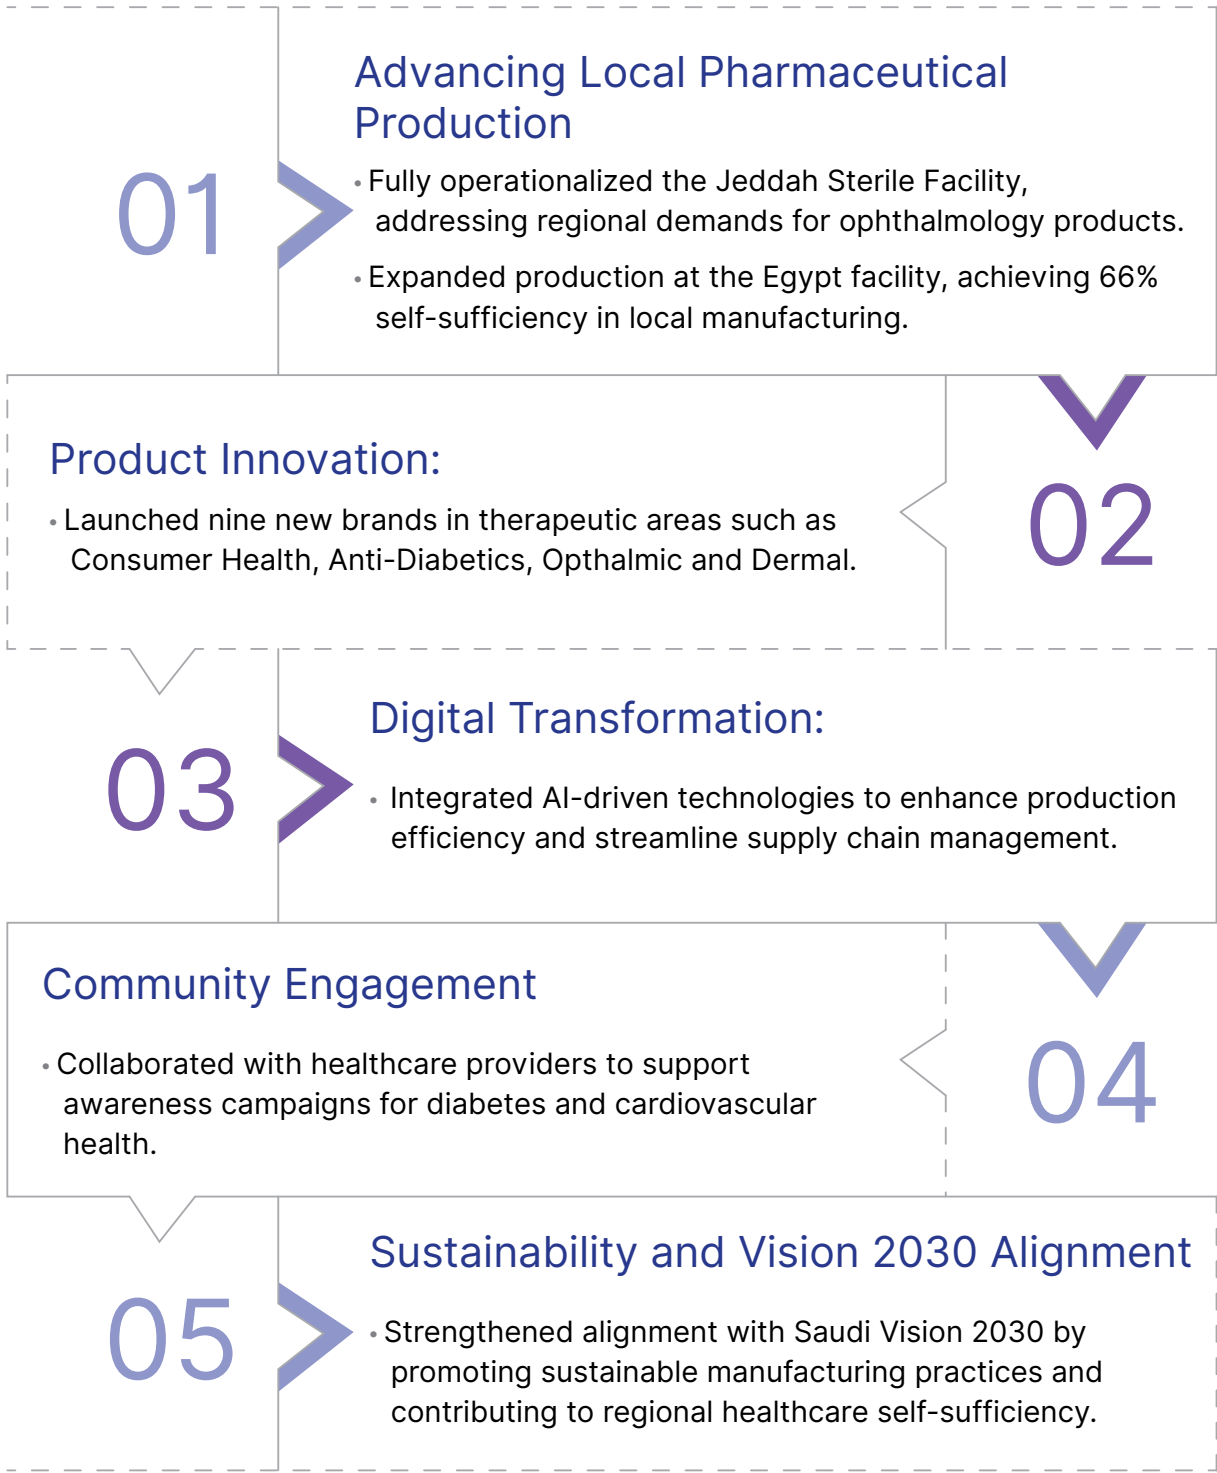 Advancing Local Pharmaceutical
Production
01
• Fully operationalized the Jeddah Sterile Facility,
addressing regional demands for ophthalmology products.
• Expanded production at the Egypt facility, achieving 66%
self-sufficiency in local manufacturing.
Product Innovation:
• Launched nine new brands in therapeutic areas such as
Consumer Health, Anti-Diabetics, Opthalmic and Dermal.
02
Digital Transformation:
03
• Integrated AI-driven technologies to enhance production
efficiency and streamline supply chain management.
Community Engagement
• Collaborated with healthcare providers to support
awareness campaigns for diabetes and cardiovascular
health.
04
Sustainability and Vision 2030 Alignment
05
• Strengthened alignment with Saudi Vision 2030 by
promoting sustainable manufacturing practices and
contributing to regional healthcare self-sufficiency.